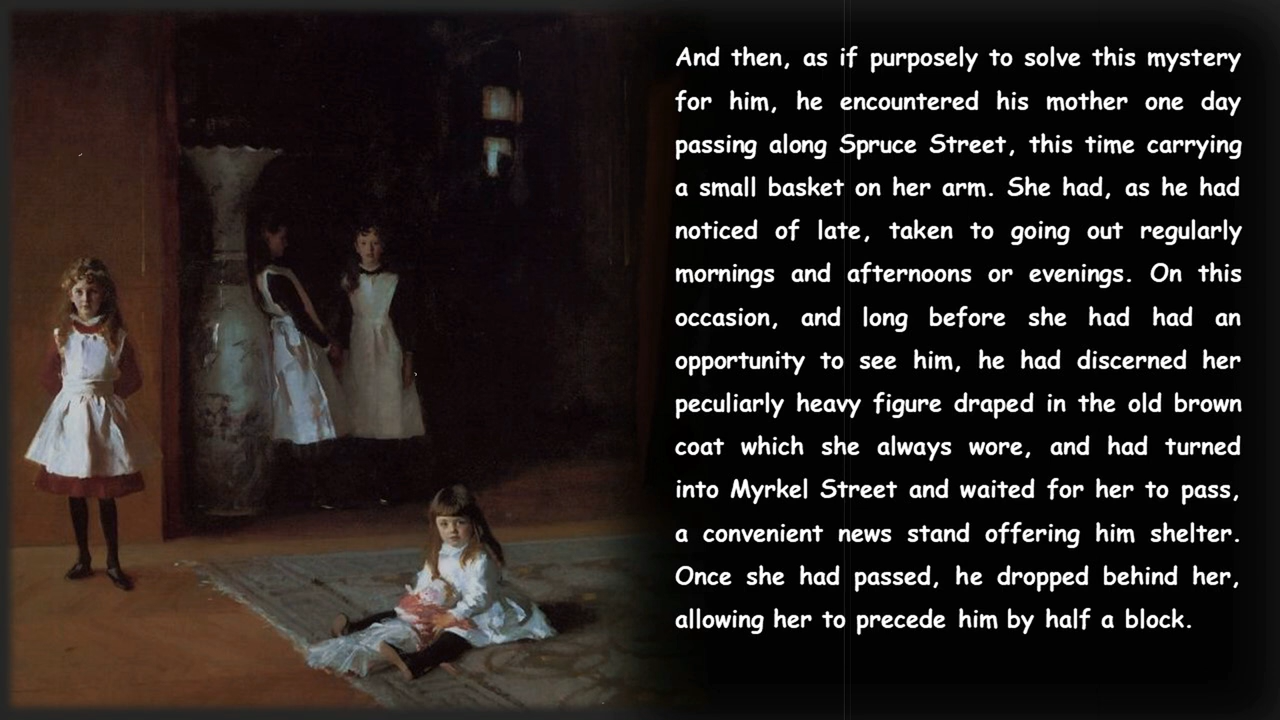 And then, as if purposely to solve this mystery
for him, he encountered his mother one day
passing along Spruce Street, this time carrying
a small basket on her arm. She had, as he had
noticed of late, taken to going out regularly
mornings and afternoons or evenings. On this
occasion, and long before she had had an
opportunity to see him, he had discerned her
peculiarly heavy figure draped in the old brown
coat which she always wore, and had turned
into Myrkel Street and waited for her to pass,
a convenient news stand offering him shelter.
Once she had passed, he dropped behind her,
allowing her to precede him by half a block.